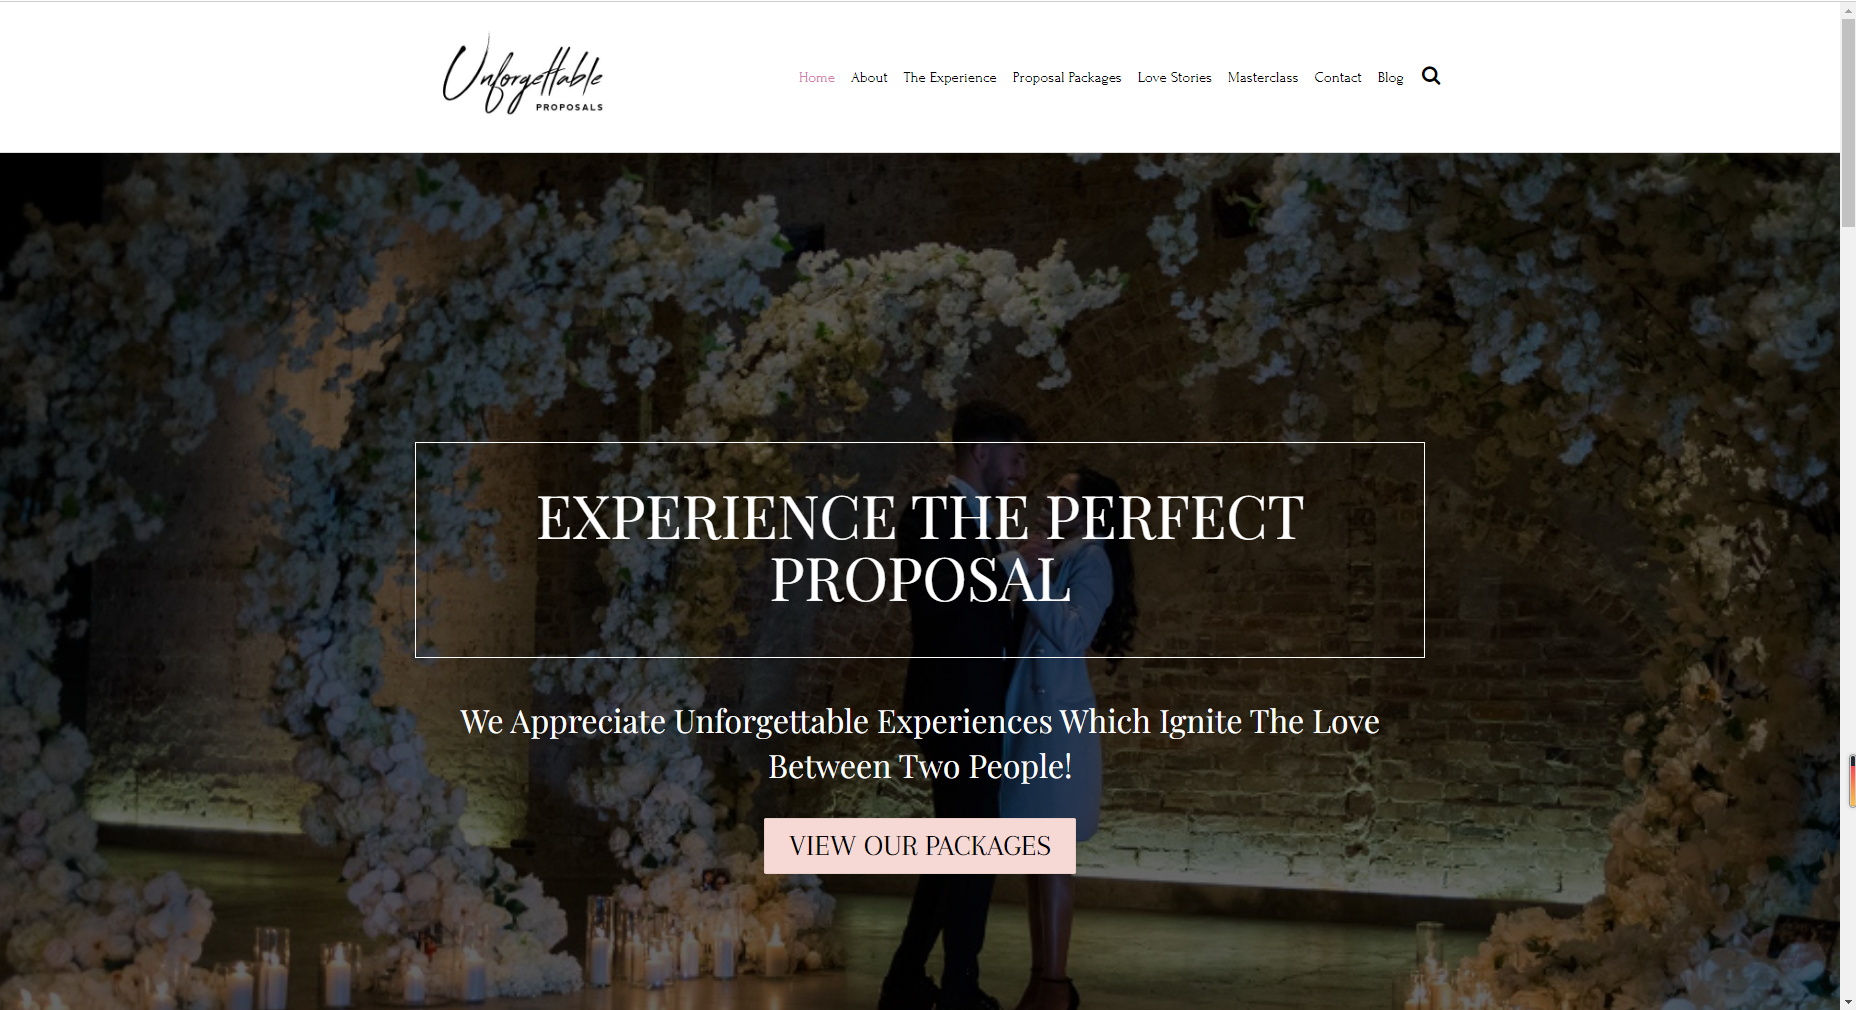 Unforgettable
PROPOSALS
Home About The Experience Proposal Packages Love Stories Masterclass Contact Blog
EXPERIENCE THE PERFECT
PROPOSAL
We Appreciate Unforgettable Experiences Which Ignite The Love
Between Two People!
VIEW OUR PACKAGES